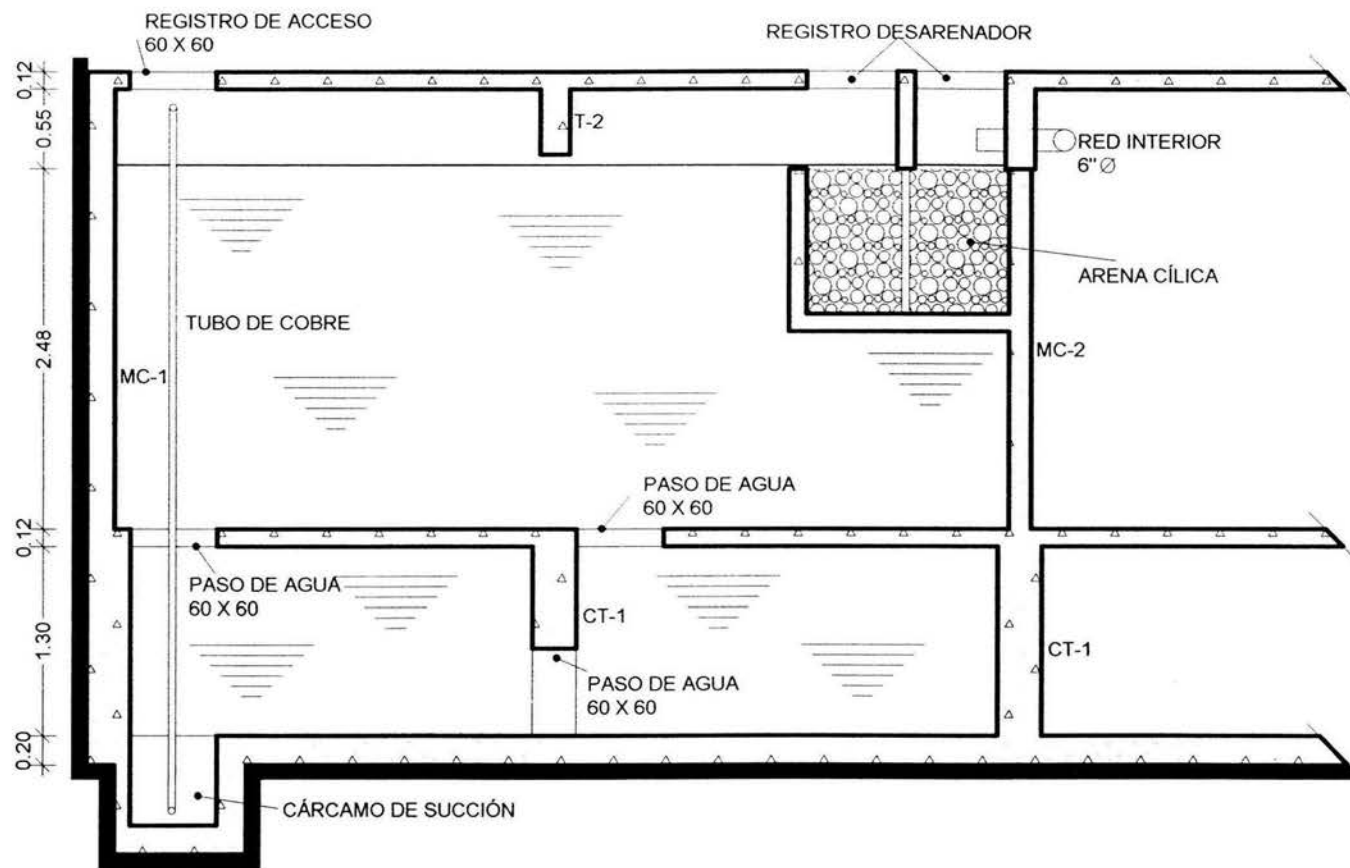 REGISTRO DE ACCESO
60 X 60
REGISTRO DESARENADOR
0.12
0.55
T-2
RED INTERIOR
6" Ø
ARENA CÍLICA
TUBO DE COBRE
2.48
MC-1
MC-2
PASO DE AGUA
60 X 60
0.12
PASO DE AGUA
60 X 60
CT-1
1.30
CT-1
PASO DE AGUA
60 X 60
0.20
CÁRCAMO DE SUCCIÓN